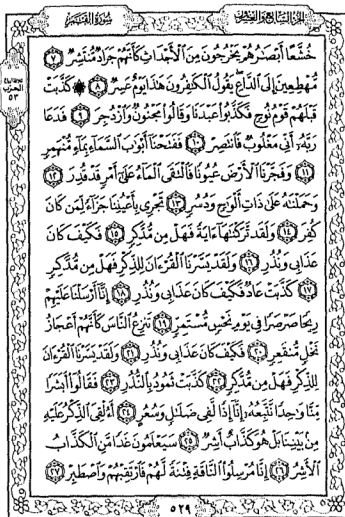 الجزء السابع والعشرون
سورة القمر
خُشَّعًا أَبْصَٰرُهُمْ يَخْرُجُونَ مِنَ ٱلْأَجْدَاثِ كَأَنَّهُمْ جَرَادٌ مُّنتَشِرٌ ٧
مُّهْطِعِينَ إِلَى ٱلدَّاعِ يَقُولُ ٱلْكَٰفِرُونَ هَٰذَا يَوْمٌ عَسِرٌ ٨ ۞ كَذَّبَتْ
قَبْلَهُمْ قَوْمُ نُوحٍ فَكَذَّبُوا۟ عَبْدَنَا وَقَالُوا۟ مَجْنُونٌ وَٱزْدُجِرَ ٩ فَدَعَا
رَبَّهُۥٓ أَنِّى مَغْلُوبٌ فَٱنتَصِرْ ١٠ فَفَتَحْنَآ أَبْوَٰبَ ٱلسَّمَآءِ بِمَآءٍ مُّنْهَمِرٍ
١١ وَفَجَّرْنَا ٱلْأَرْضَ عُيُونًا فَٱلْتَقَى ٱلْمَآءُ عَلَىٰٓ أَمْرٍ قَدْ قُدِرَ ١٢
وَحَمَلْنَٰهُ عَلَىٰ ذَاتِ أَلْوَٰحٍ وَدُسُرٍ ١٣ تَجْرِى بِأَعْيُنِنَا جَزَآءً لِّمَن كَانَ
كُفِرَ ١٤ وَلَقَد تَّرَكْنَٰهَآ ءَايَةً فَهَلْ مِن مُّدَّكِرٍ ١٥ فَكَيْفَ كَانَ
عَذَابِى وَنُذُرِ ١٦ وَلَقَدْ يَسَّرْنَا ٱلْقُرْءَانَ لِلذِّكْرِ فَهَلْ مِن مُّدَّكِرٍ
١٧ كَذَّبَتْ عَادٌ فَكَيْفَ كَانَ عَذَابِى وَنُذُرِ ١٨ إِنَّآ أَرْسَلْنَا عَلَيْهِمْ
رِيحًا صَرْصَرًا فِى يَوْمِ نَحْسٍ مُّسْتَمِرٍّ ١٩ تَنزِعُ ٱلنَّاسَ كَأَنَّهُمْ أَعْجَازُ
نَخْلٍ مُّنقَعِرٍ ٢٠ فَكَيْفَ كَانَ عَذَابِى وَنُذُرِ ٢١ وَلَقَدْ يَسَّرْنَا ٱلْقُرْءَانَ
لِلذِّكْرِ فَهَلْ مِن مُّدَّكِرٍ ٢٢ كَذَّبَتْ ثَمُودُ بِٱلنُّذُرِ ٢٣ فَقَالُوٓا۟ أَبَشَرًا
مِّنَّا وَٰحِدًا نَّتَّبِعُهُۥٓ إِنَّآ إِذًا لَّفِى ضَلَٰلٍ وَسُعُرٍ ٢٤ أَءُلْقِىَ ٱلذِّكْرُ عَلَيْهِ
مِنۢ بَيْنِنَا بَلْ هُوَ كَذَّابٌ أَشِرٌ ٢٥ سَيَعْلَمُونَ غَدًا مَّنِ ٱلْكَذَّابُ
ٱلْأَشِرُ ٢٦ إِنَّا مُرْسِلُوا۟ ٱلنَّاقَةِ فِتْنَةً لَّهُمْ فَٱرْتَقِبْهُمْ وَٱصْطَبِرْ ٢٧
الحزب
٥٣
٥٢٩